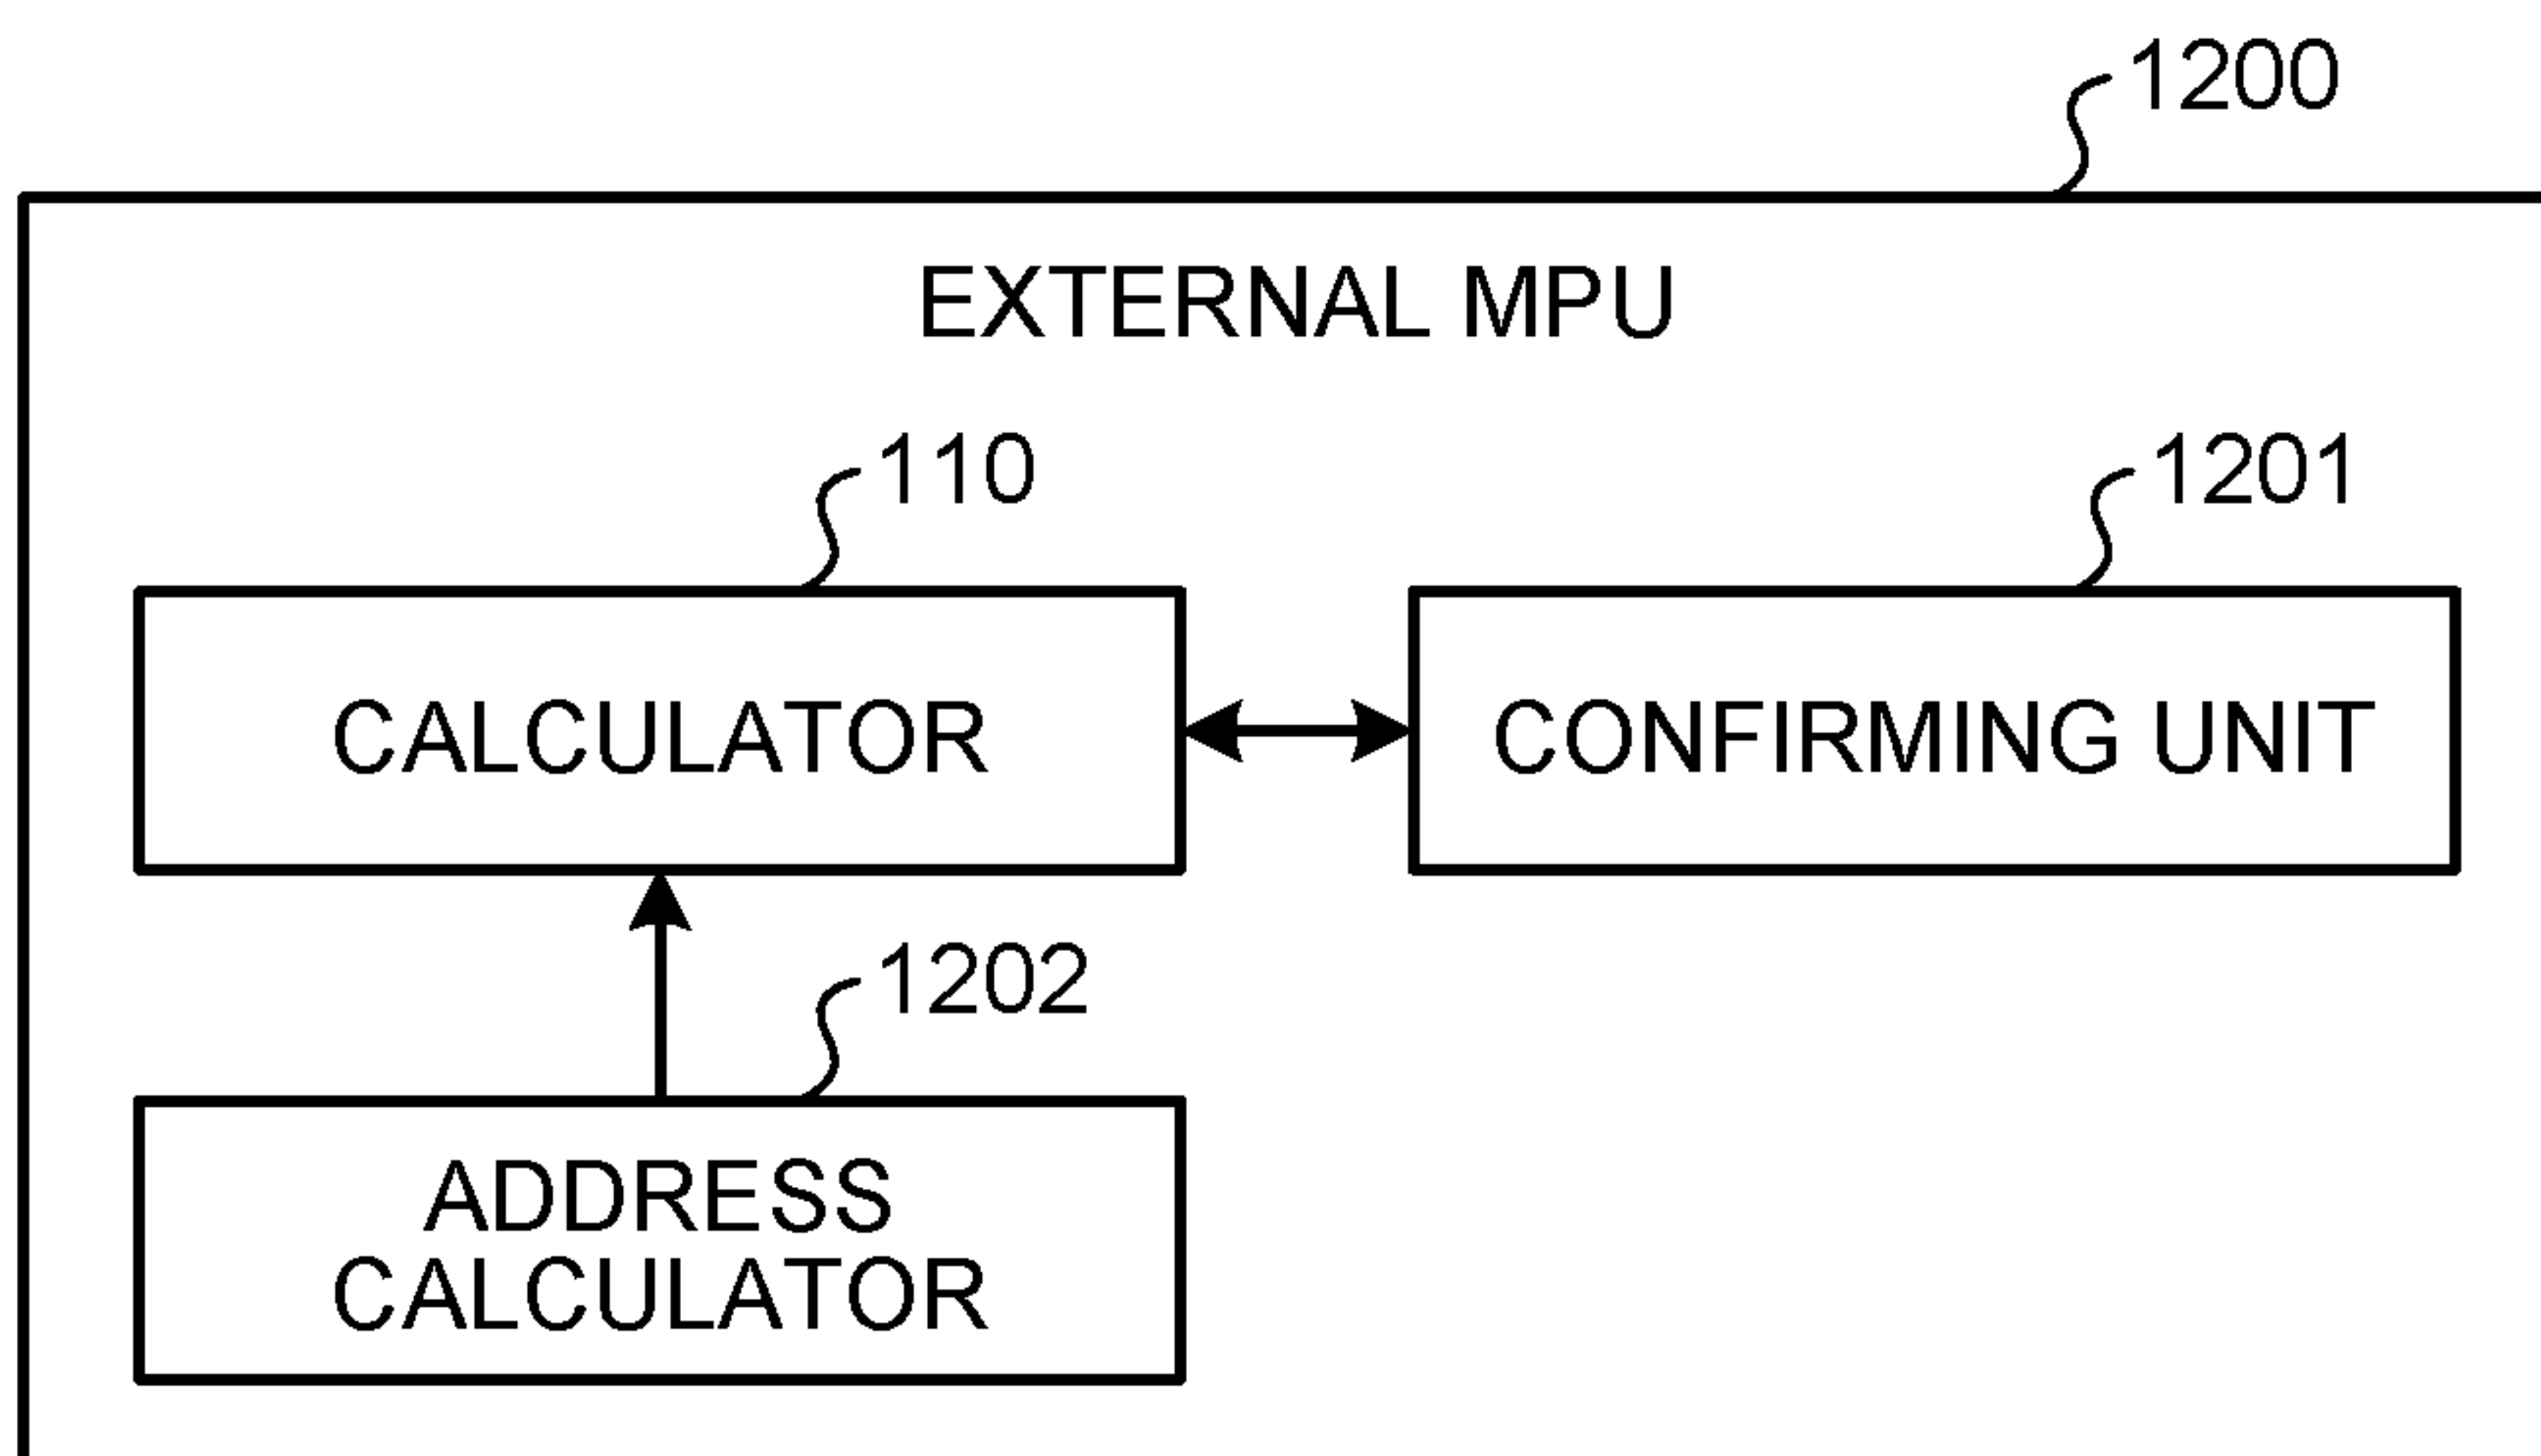 1200
EXTERNAL MPU
110
1201
CALCULATOR
CONFIRMING UNIT
1202
ADDRESS
CALCULATOR